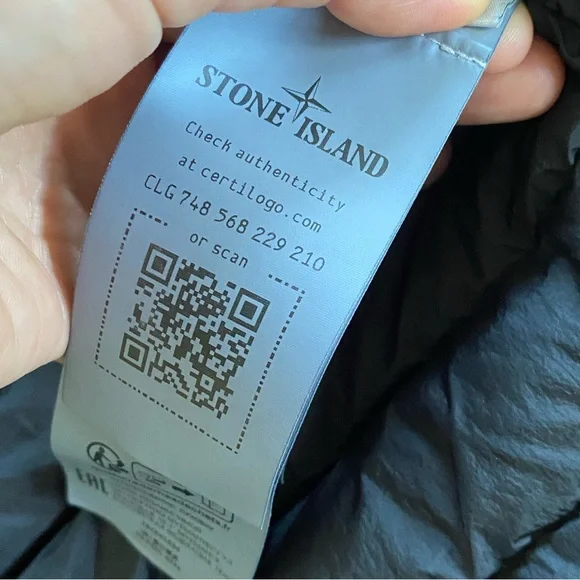 STONE ISLAND
Check authenticity
at certilogo.com
CLG 748 568 229 210
or scan
EAC